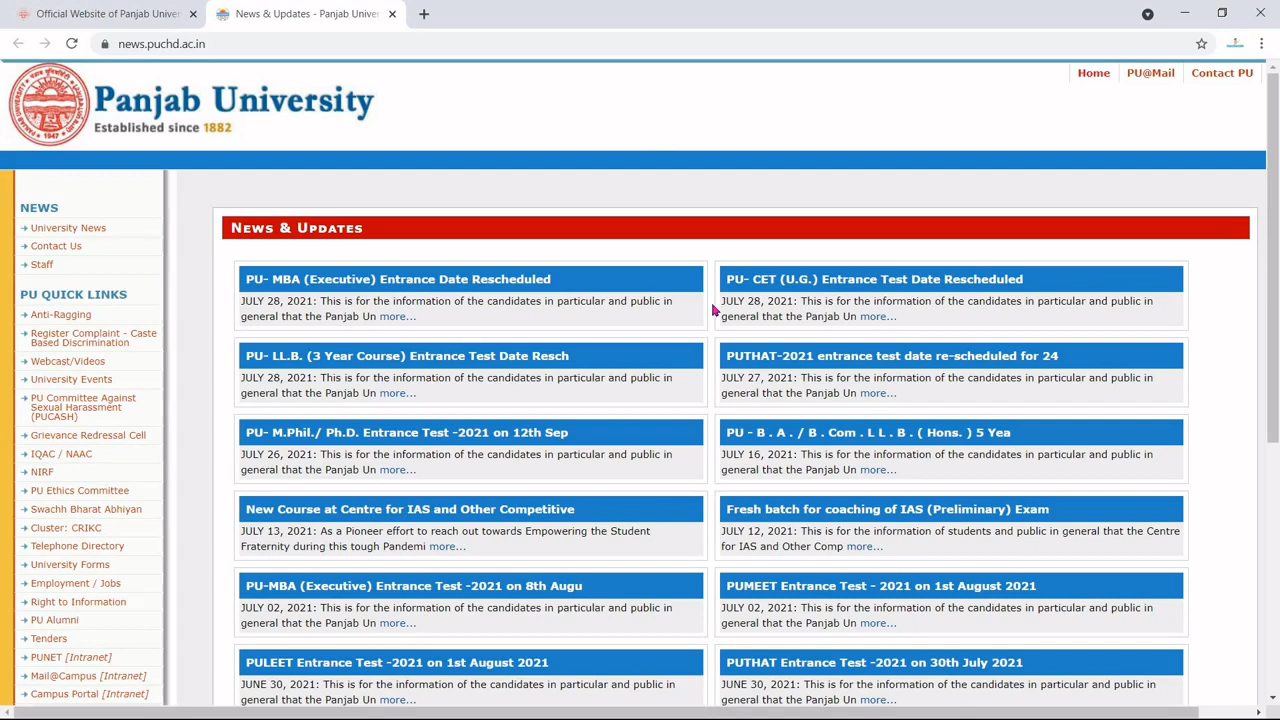 Official Website of Panjab Univer
News & Updates - Panjab Univer
news.puchd.ac.in
Home
PU@Mail
Contact PU
Panjab University
Established since 1882
1947
NEWS
University News
Contact Us
Staff
PU QUICK LINKS
Anti-Ragging
Register Complaint - Caste
Based Discrimination
Webcast/Videos
University Events
PU Committee Against
Sexual Harassment
(PUCASH)
Grievance Redressal Cell
IQAC / NAAC
NIRF
PU Ethics Committee
Swachh Bharat Abhiyan
Cluster: CRIKC
Telephone Directory
University Forms
Employment / Jobs
Right to Information
PU Alumni
Tenders
PUNET [Intranet]
Mail@Campus [Intranet]
Campus Portal [Intranet]
News & Updates
PU- MBA (Executive) Entrance Date Rescheduled
JULY 28, 2021: This is for the information of the candidates in particular and public in
general that the Panjab Un more...
PU- CET (U.G.) Entrance Test Date Rescheduled
JULY 28, 2021: This is for the information of the candidates in particular and public in
general that the Panjab Un more...
PU- LL.B. (3 Year Course) Entrance Test Date Resch
JULY 28, 2021: This is for the information of the candidates in particular and public in
general that the Panjab Un more...
PUTHAT-2021 entrance test date re-scheduled for 24
JULY 27, 2021: This is for the information of the candidates in particular and public in
general that the Panjab Un more...
PU- M.Phil./ Ph.D. Entrance Test -2021 on 12th Sep
JULY 26, 2021: This is for the information of the candidates in particular and public in
general that the Panjab Un more...
PU - B . A . / B . Com . L L . B . ( Hons. ) 5 Yea
JULY 16, 2021: This is for the information of the candidates in particular and public in
general that the Panjab Un more...
New Course at Centre for IAS and Other Competitive
JULY 13, 2021: As a Pioneer effort to reach out towards Empowering the Student
Fraternity during this tough Pandemi more...
Fresh batch for coaching of IAS (Preliminary) Exam
JULY 12, 2021: This is for the information of students and public in general that the Centre
for IAS and Other Comp more...
PU-MBA (Executive) Entrance Test -2021 on 8th Augu
JULY 02, 2021: This is for the information of the candidates in particular and public in
general that the Panjab Un more...
PUMEET Entrance Test - 2021 on 1st August 2021
JULY 02, 2021: This is for the information of the candidates in particular and public in
general that the Panjab Un more...
PULEET Entrance Test -2021 on 1st August 2021
JUNE 30, 2021: This is for the information of the candidates in particular and public in
general that the Panjab Un more...
PUTHAT Entrance Test -2021 on 30th July 2021
JUNE 30, 2021: This is for the information of the candidates in particular and public in
general that the Panjab Un more...